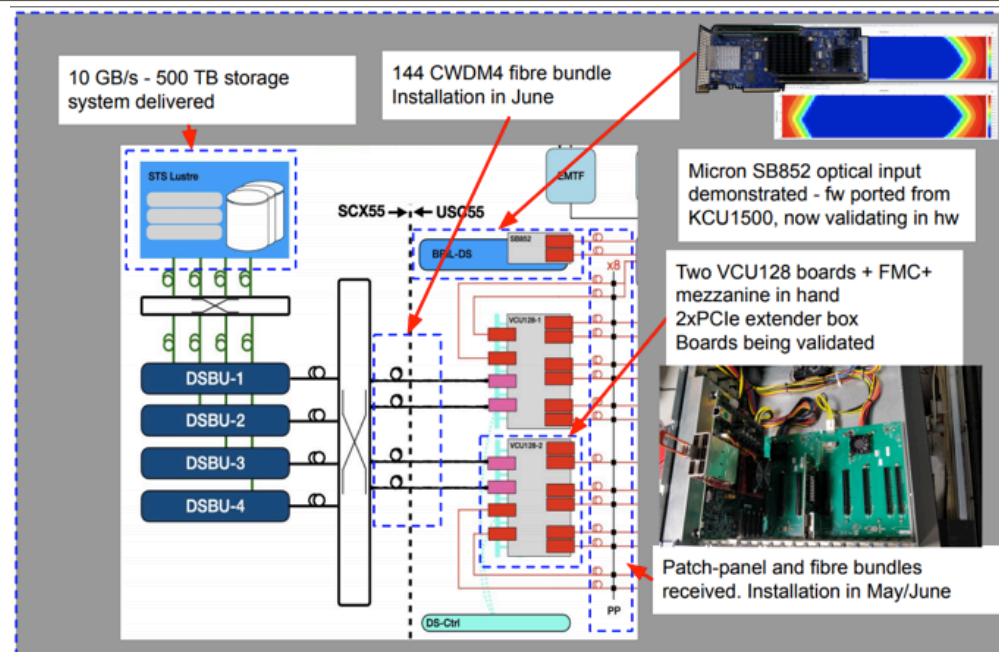 10 GB/s - 500 TB storage
system delivered
144 CWDM4 fibre bundle
Installation in June
Micron SB852 optical input
demonstrated - fw ported from
KCU1500, now validating in hw
Two VCU128 boards + FMC+
mezzanine in hand
2xPCIe extender box
Boards being validated
Patch-panel and fibre bundles
received. Installation in May/June
STS Lustre
SCX55
USC55
EMTF
SB852
BRIL-DS
x8
VCU128-1
VCU128-2
DSBU-1
DSBU-2
DSBU-3
DSBU-4
DS-Ctrl
PP